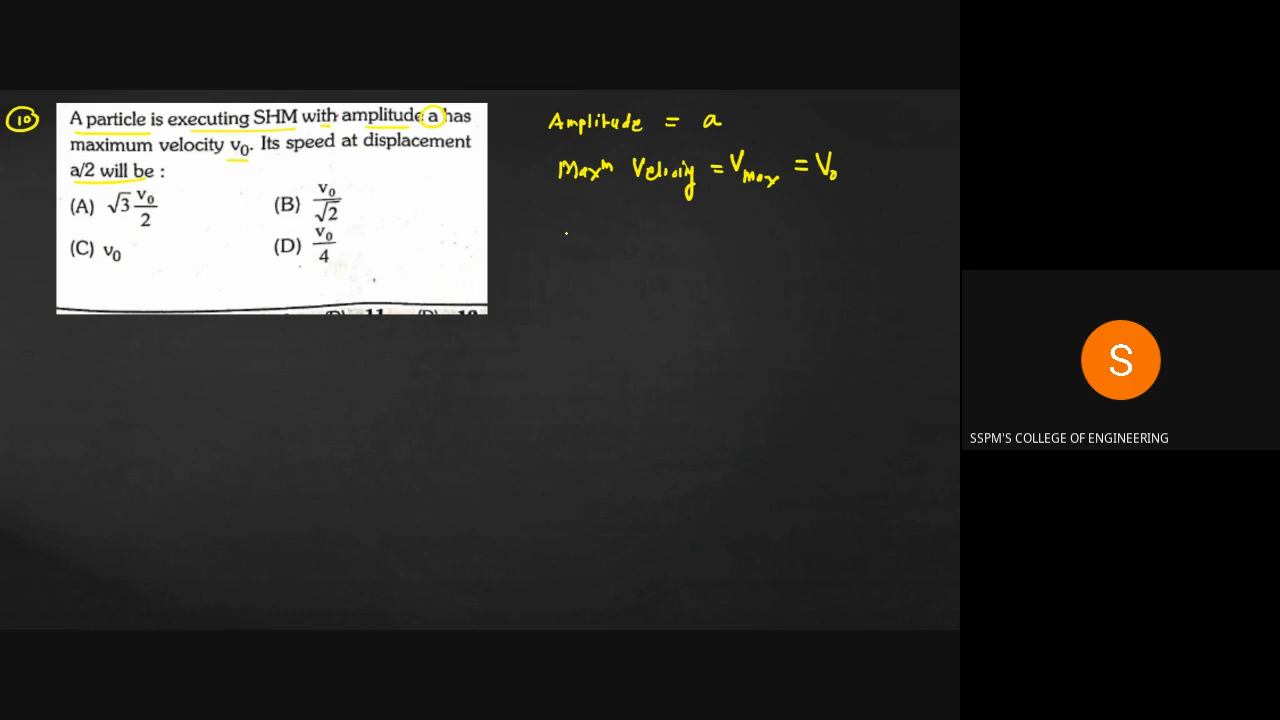 10
A particle is executing SHM with amplitude a has
maximum velocity v₀. Its speed at displacement
a/2 will be :
(A) √3 v₀/2 (B) v₀/√2
(C) v₀ (D) v₀/4
Amplitude = a
Maxᵐ Velocity = Vmax = V₀
S
SSPM'S COLLEGE OF ENGINEERING